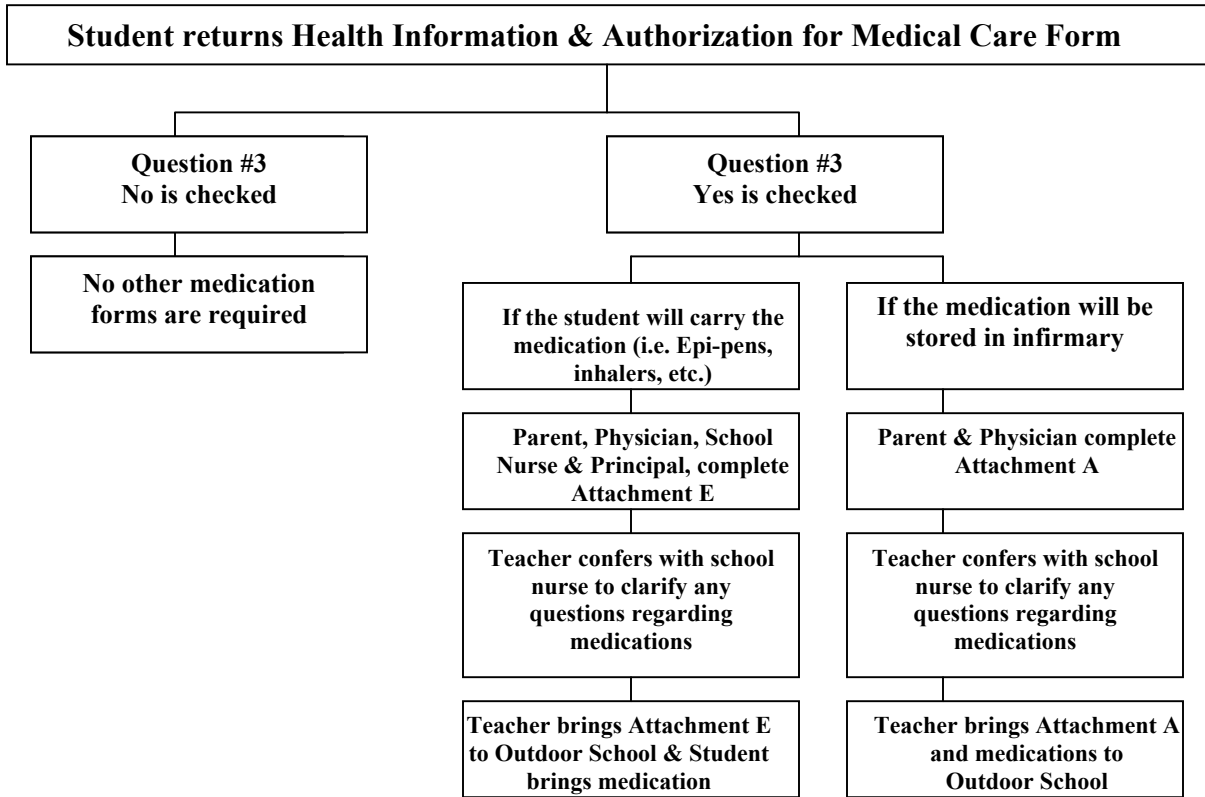 Student returns Health Information & Authorization for Medical Care Form
Question #3
No is checked
Question #3
Yes is checked
No other medication
forms are required
If the student will carry the
medication (i.e. Epi-pens,
inhalers, etc.)
If the medication will be
stored in infirmary
Parent, Physician, School
Nurse & Principal, complete
Attachment E
Parent & Physician complete
Attachment A
Teacher confers with school
nurse to clarify any
questions regarding
medications
Teacher confers with school
nurse to clarify any
questions regarding
medications
Teacher brings Attachment E
to Outdoor School & Student
brings medication
Teacher brings Attachment A
and medications to
Outdoor School